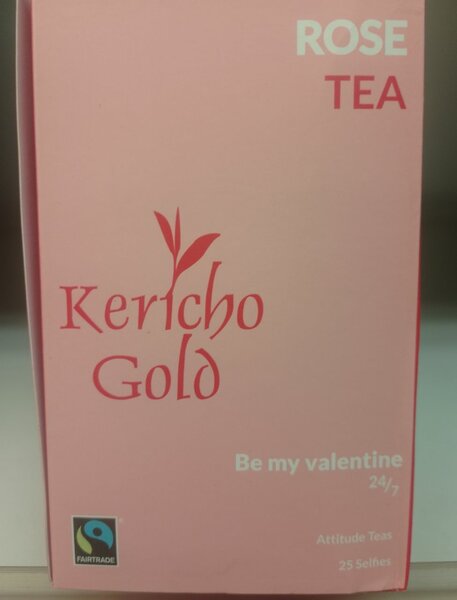 ROSE
TEA
Kericho
Gold
Be my valentine
24/7
Attitude Teas
25 Selfies
FAIRTRADE